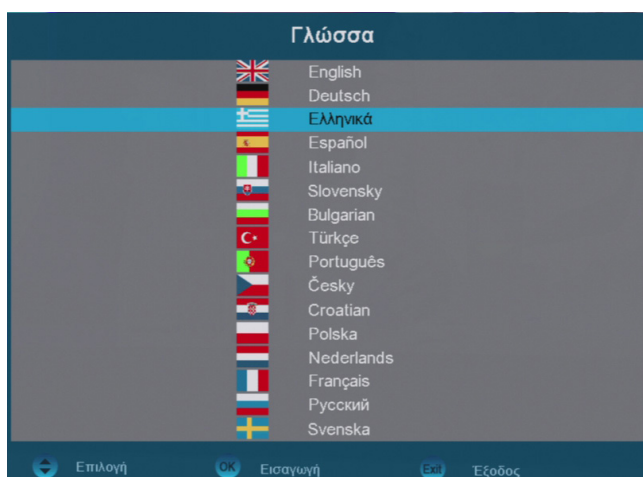 Γλώσσα
English
Deutsch
Ελληνικά
Español
Italiano
Slovensky
Bulgarian
Türkçe
Português
Česky
Croatian
Polska
Nederlands
Français
Русский
Svenska
Επιλογή OK Εισαγωγή Exit Έξοδος